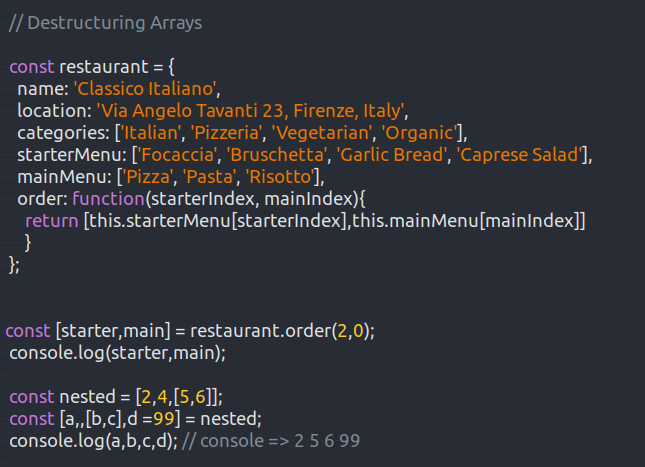 // Destructuring Arrays
const restaurant = {
name: 'Classico Italiano',
location: 'Via Angelo Tavanti 23, Firenze, Italy',
categories: ['Italian', 'Pizzeria', 'Vegetarian', 'Organic'],
starterMenu: ['Focaccia', 'Bruschetta', 'Garlic Bread', 'Caprese Salad'],
mainMenu: ['Pizza', 'Pasta', 'Risotto'],
order: function(starterIndex, mainIndex){
return [this.starterMenu[starterIndex],this.mainMenu[mainIndex]]
}
};
const [starter,main] = restaurant.order(2,0);
console.log(starter,main);
const nested = [2,4,[5,6]];
const [a,,[b,c],d =99] = nested;
console.log(a,b,c,d); // console => 2 5 6 99